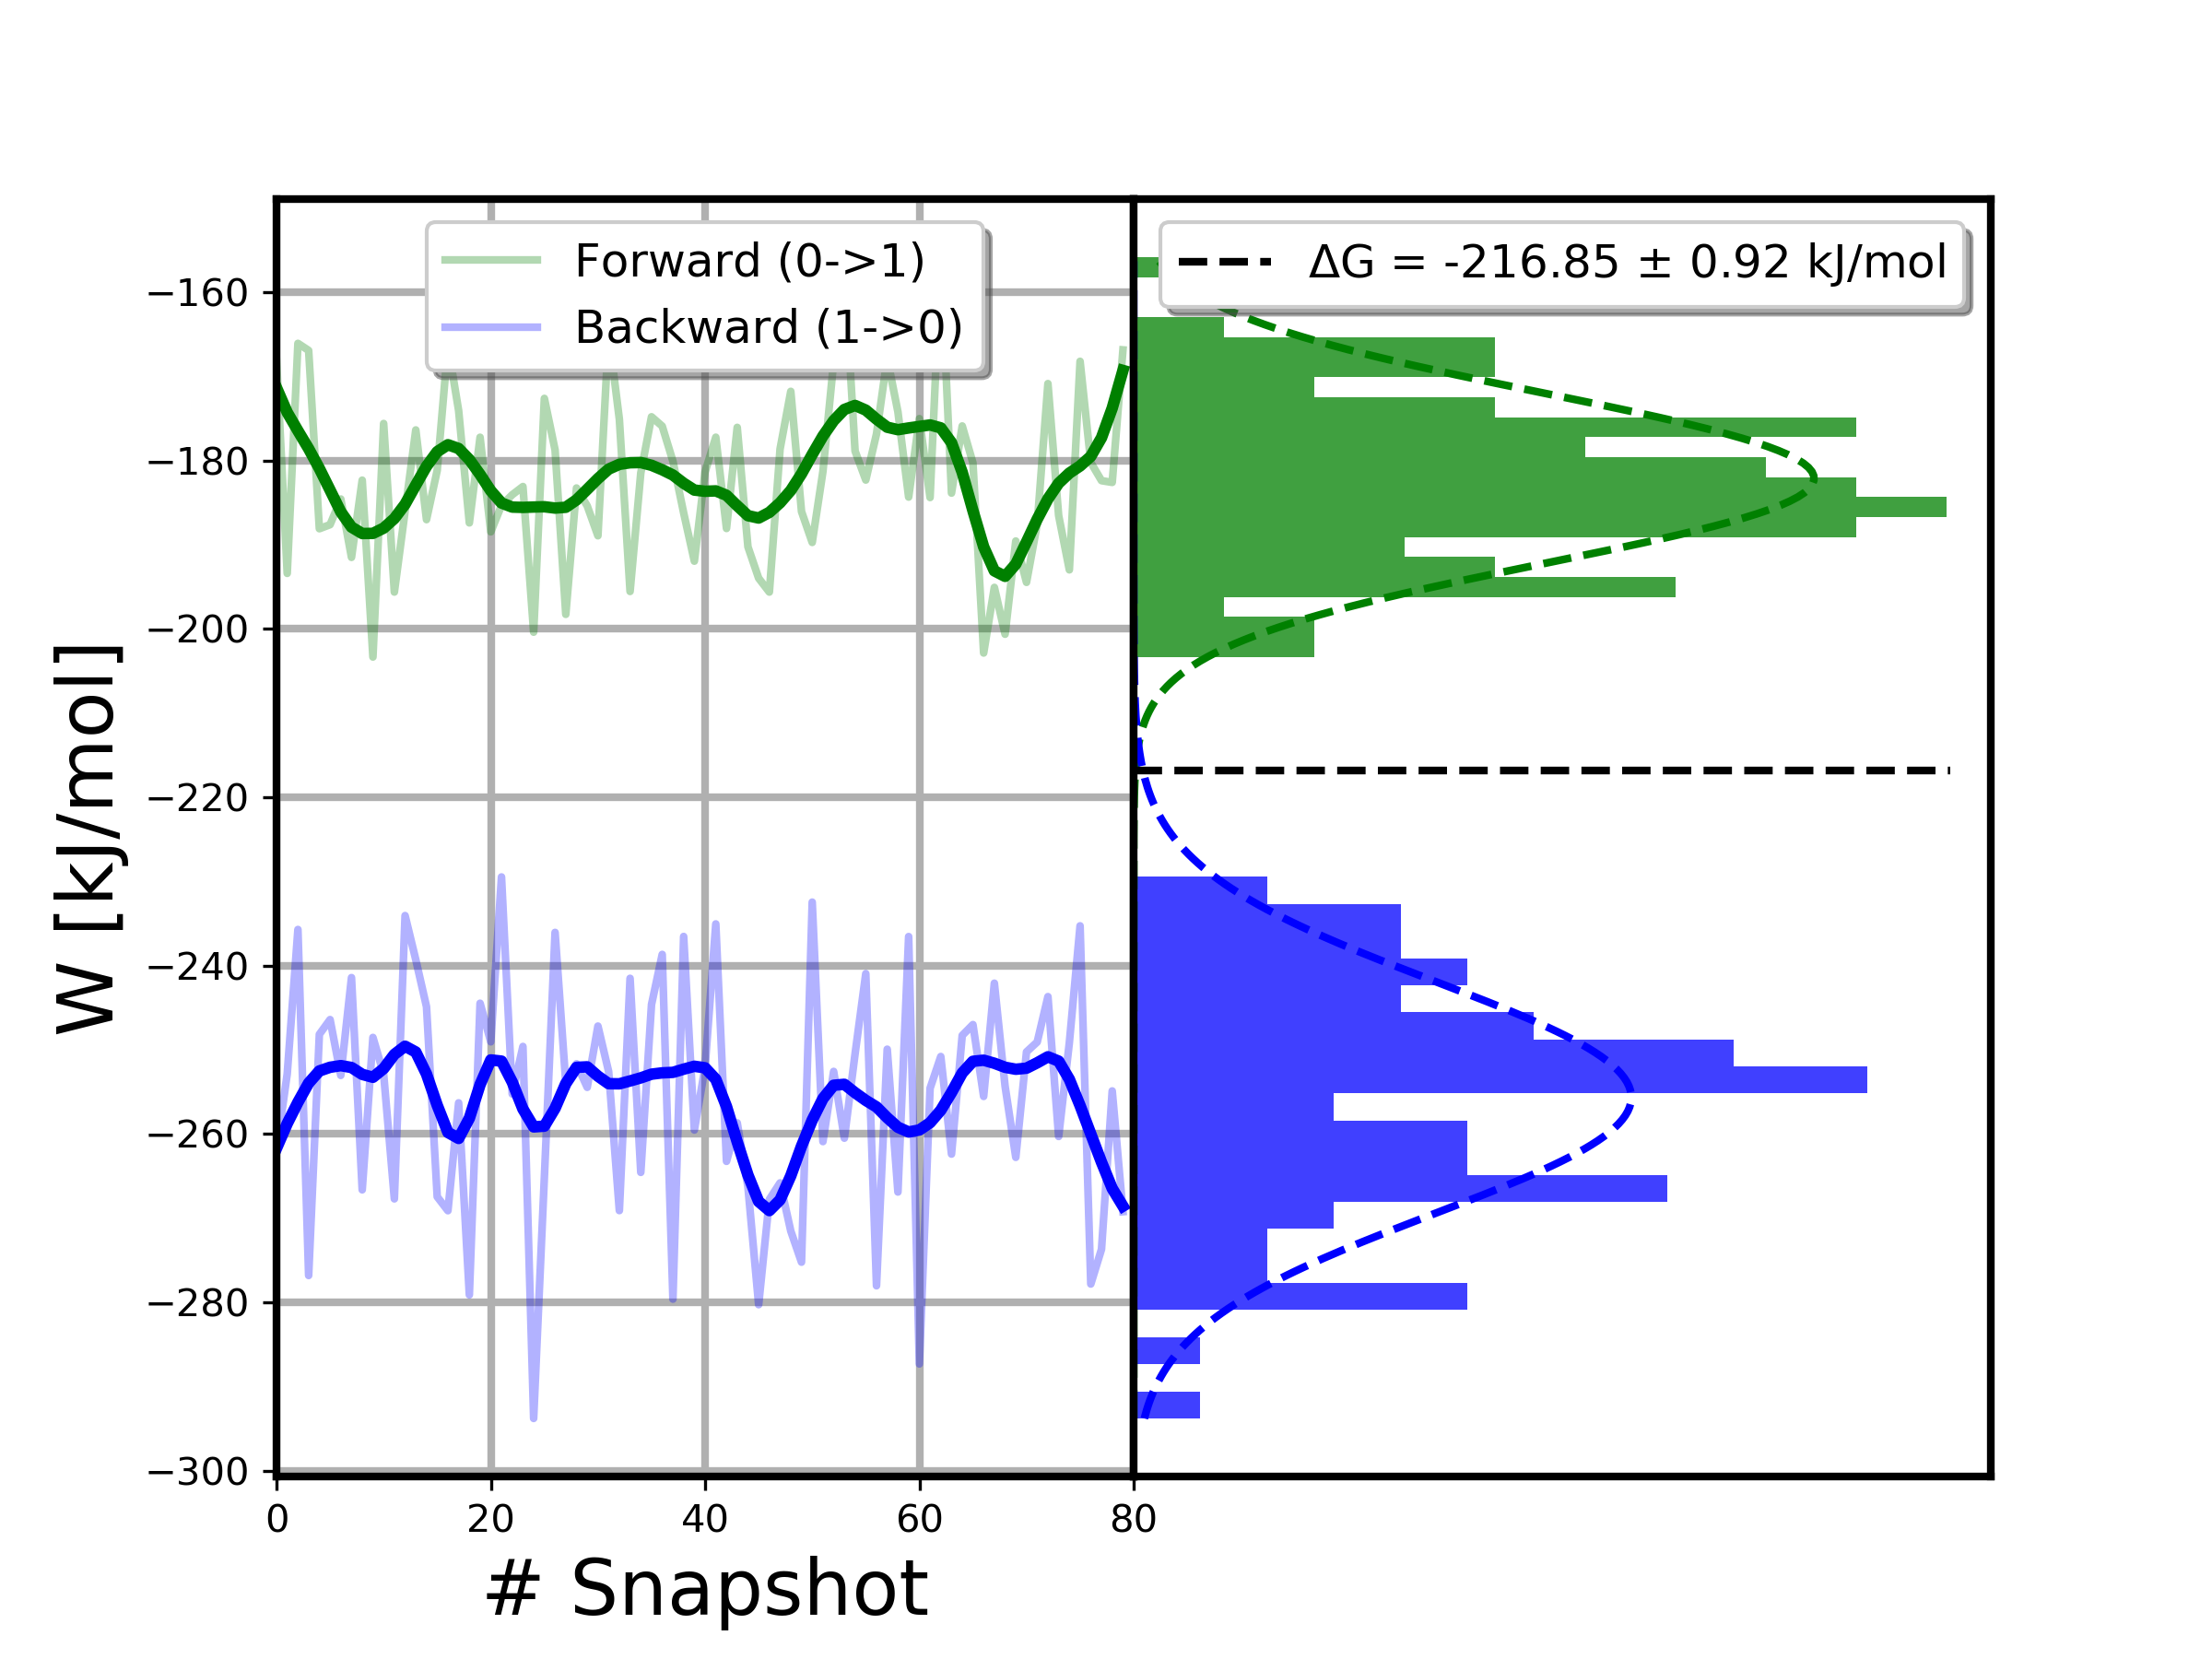 Forward (0->1)
Backward (1->0)
ΔG = -216.85 ± 0.92 kJ/mol
W [kJ/mol]
−160
−180
−200
−220
−240
−260
−280
−300
0 20 40 60 80
# Snapshot